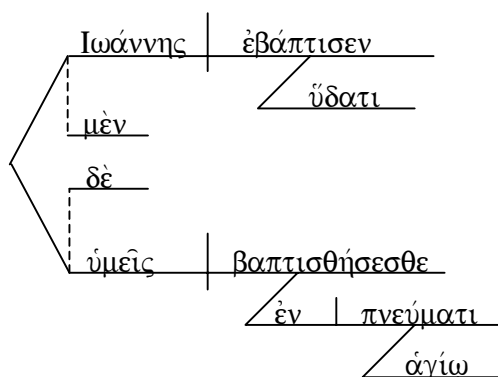 Ιωάννης ἐβάπτισεν
ὕδατι
μὲν
δὲ
ὑμεῖς βαπτισθήσεσθε
ἐν πνεύματι
ἁγίω